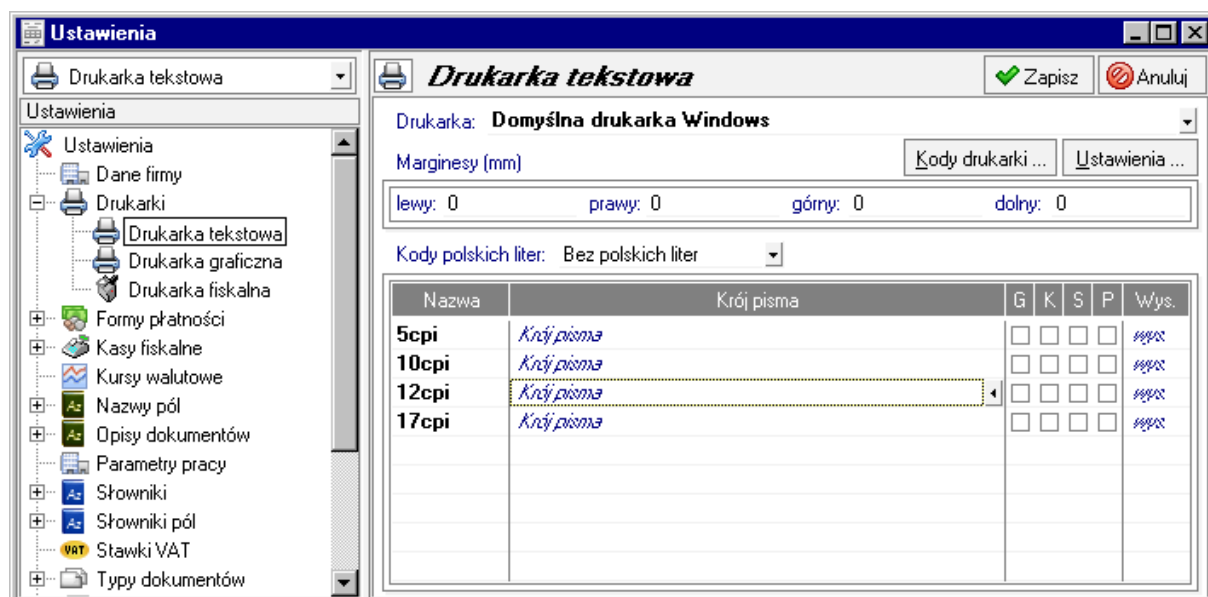 Ustawienia
Drukarka tekstowa
Ustawienia
Ustawienia
Dane firmy
Drukarki
Drukarka tekstowa
Drukarka graficzna
Drukarka fiskalna
Formy płatności
Kasy fiskalne
Kursy walutowe
Az Nazwy pól
Az Opisy dokumentów
Parametry pracy
Az Słowniki
Az Słowniki pól
VAT Stawki VAT
Typy dokumentów
Drukarka tekstowa Zapisz Anuluj
Drukarka: Domyślna drukarka Windows
Marginesy (mm) Kody drukarki ... Ustawienia ...
lewy: 0 prawy: 0 górny: 0 dolny: 0
Kody polskich liter: Bez polskich liter
Nazwa Krój pisma G K S P Wys.
5cpi Krój pisma wys.
10cpi Krój pisma wys.
12cpi Krój pisma wys.
17cpi Krój pisma wys.